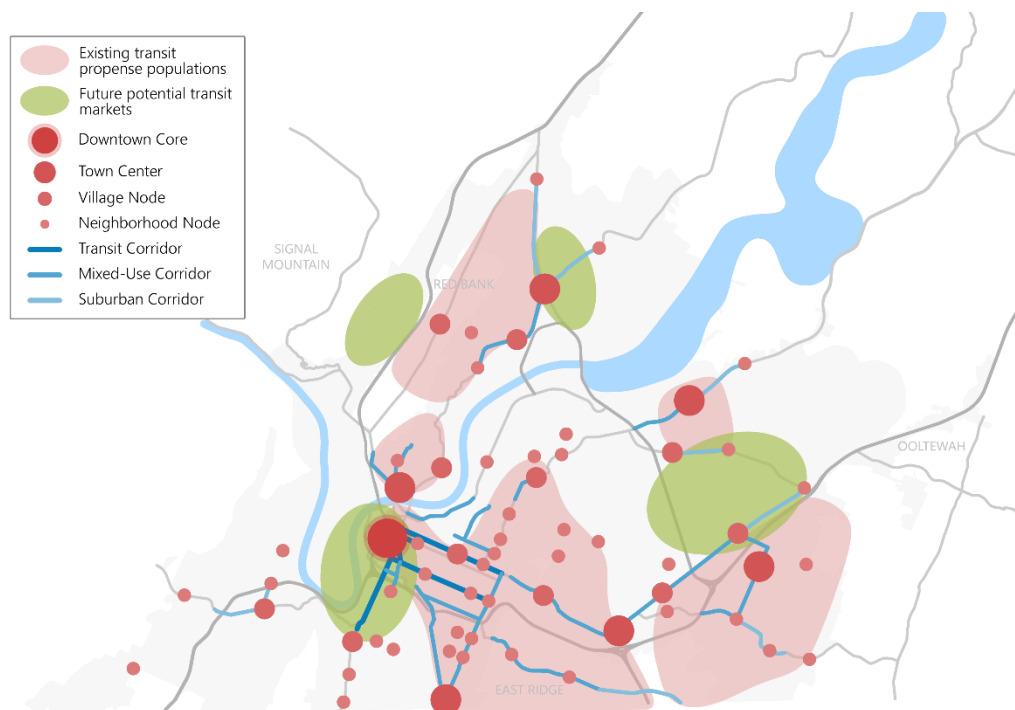 Existing transit
propense populations
Future potential transit
markets
Downtown Core
Town Center
Village Node
Neighborhood Node
Transit Corridor
Mixed-Use Corridor
Suburban Corridor
SIGNAL
MOUNTAIN
RED BANK
OOLTEWAH
EAST RIDGE